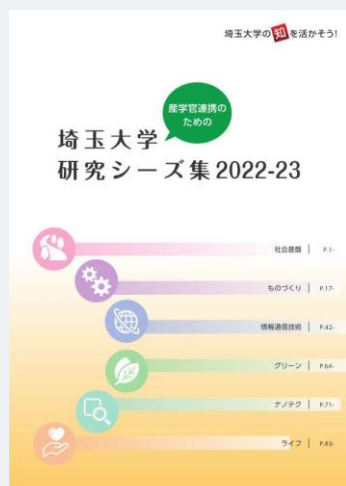 埼玉大学の知を活かそう!
産学官連携の
ための
埼玉大学
研究シーズ集2022-23
社会基盤 | P.1-
ものづくり | P.17-
情報通信技術 | P.42-
グリーン | P.64-
ナノテク | P.71-
ライフ | P.83-